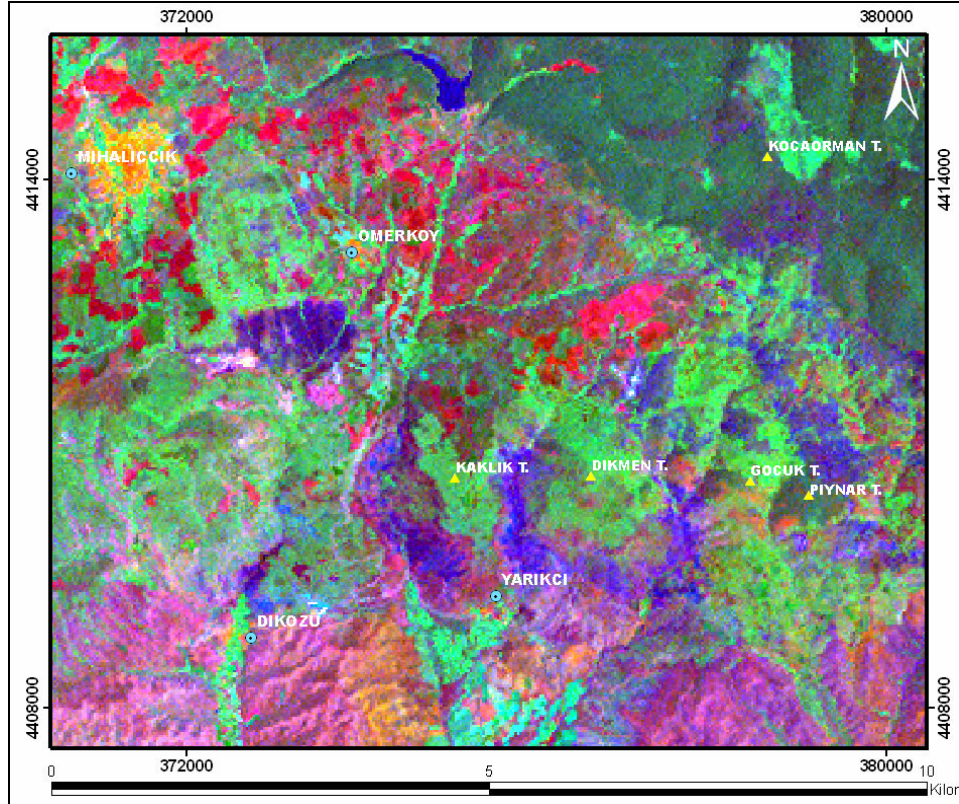 372000 380000
N
KOCAORMAN T.
4414000 MIHALICCIK 4414000
OMERKOY
KAKLIK T. DIKMEN T. GOCUK T.
PIYNAR T.
YARIKCI
DIKOZU
4408000 4408000
372000 380000
0 5 10
Kilon